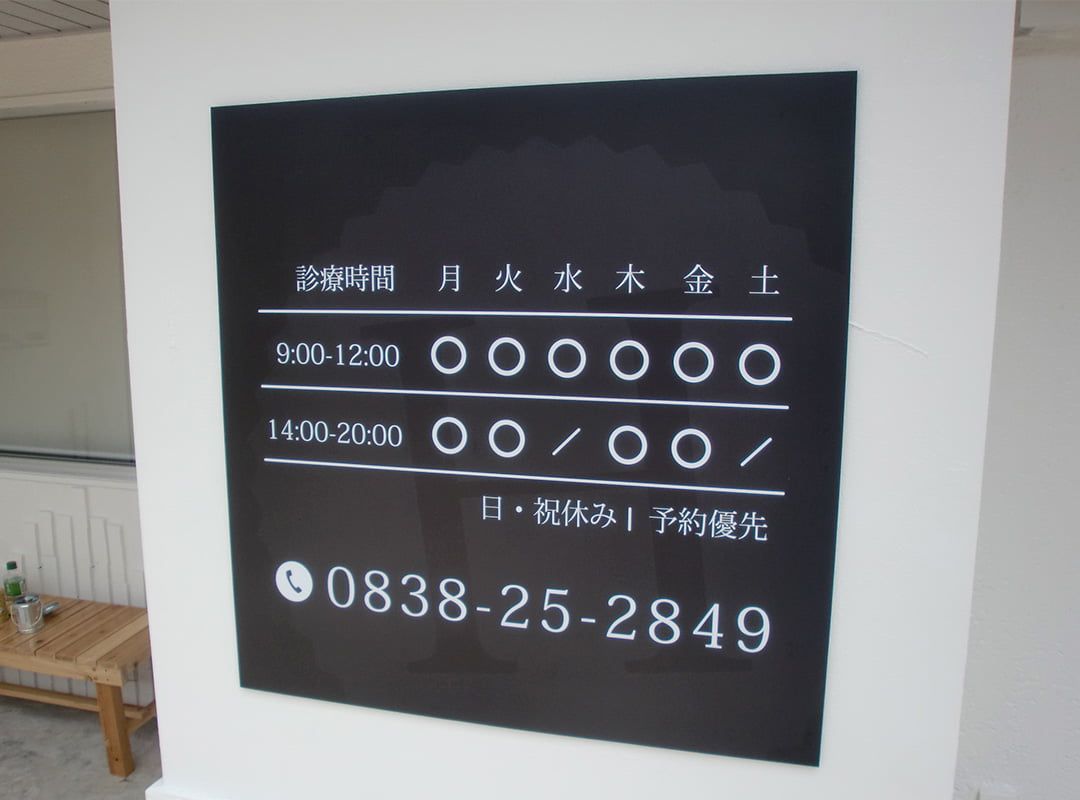 診療時間 月 火 水 木 金 土
9:00-12:00 〇 〇 〇 〇 〇 〇
14:00-20:00 〇 〇 / 〇 〇 /
日・祝休み | 予約優先
0838-25-2849